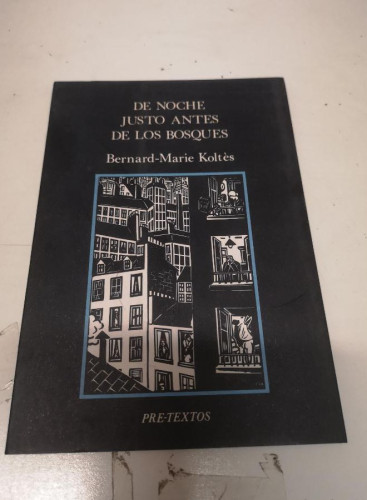 DE NOCHE
JUSTO ANTES
DE LOS BOSQUES
Bernard-Marie Koltès
PRE-TEXTOS